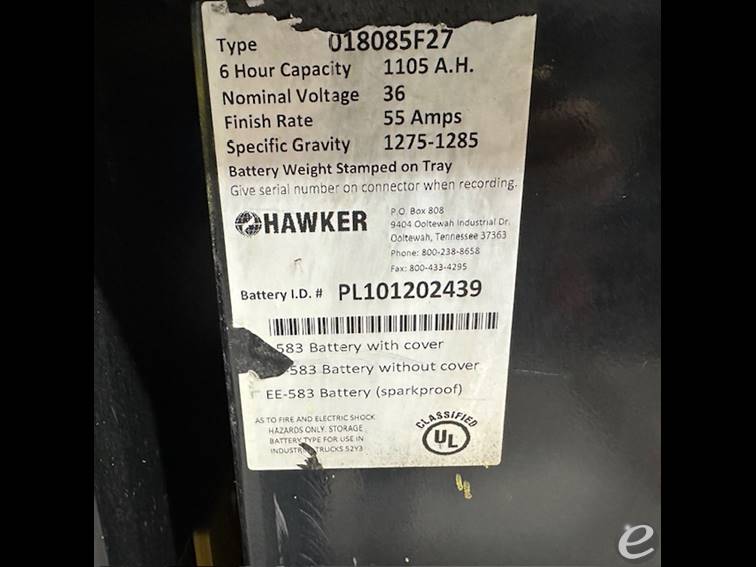 Type 018085F27
6 Hour Capacity 1105 A.H.
Nominal Voltage 36
Finish Rate 55 Amps
Specific Gravity 1275-1285
Battery Weight Stamped on Tray
Give serial number on connector when recording.
HAWKER
P.O. Box 808
9404 Ooltewah Industrial Dr.
Ooltewah, Tennessee 37363
Phone: 800-238-8658
Fax: 800-433-4295
Battery I.D. # PL101202439
-583 Battery with cover
-583 Battery without cover
EE-583 Battery (sparkproof)
AS TO FIRE AND ELECTRIC SHOCK
HAZARDS ONLY. STORAGE
BATTERY TYPE FOR USE IN
TRUCKS 52Y3
CLASSIFIED
UL
e